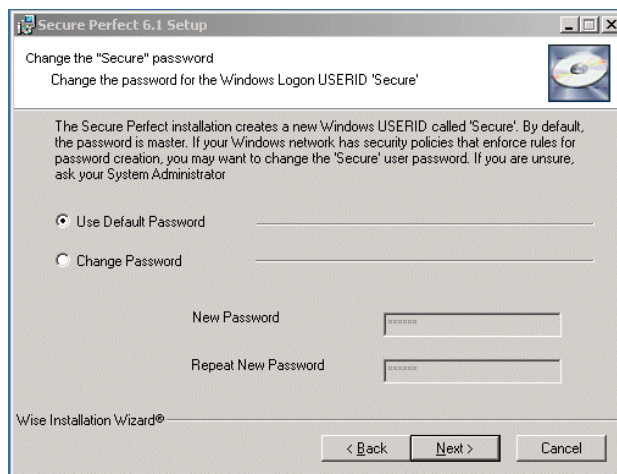 Secure Perfect 6.1 Setup
Change the "Secure" password
Change the password for the Windows Logon USERID 'Secure'
The Secure Perfect installation creates a new Windows USERID called 'Secure'. By default,
the password is master. If your Windows network has security policies that enforce rules for
password creation, you may want to change the 'Secure' user password. If you are unsure,
ask your System Administrator
Use Default Password
Change Password
New Password
xxxxxx
Repeat New Password
xxxxxx
Wise Installation Wizard®
< Back
Next >
Cancel